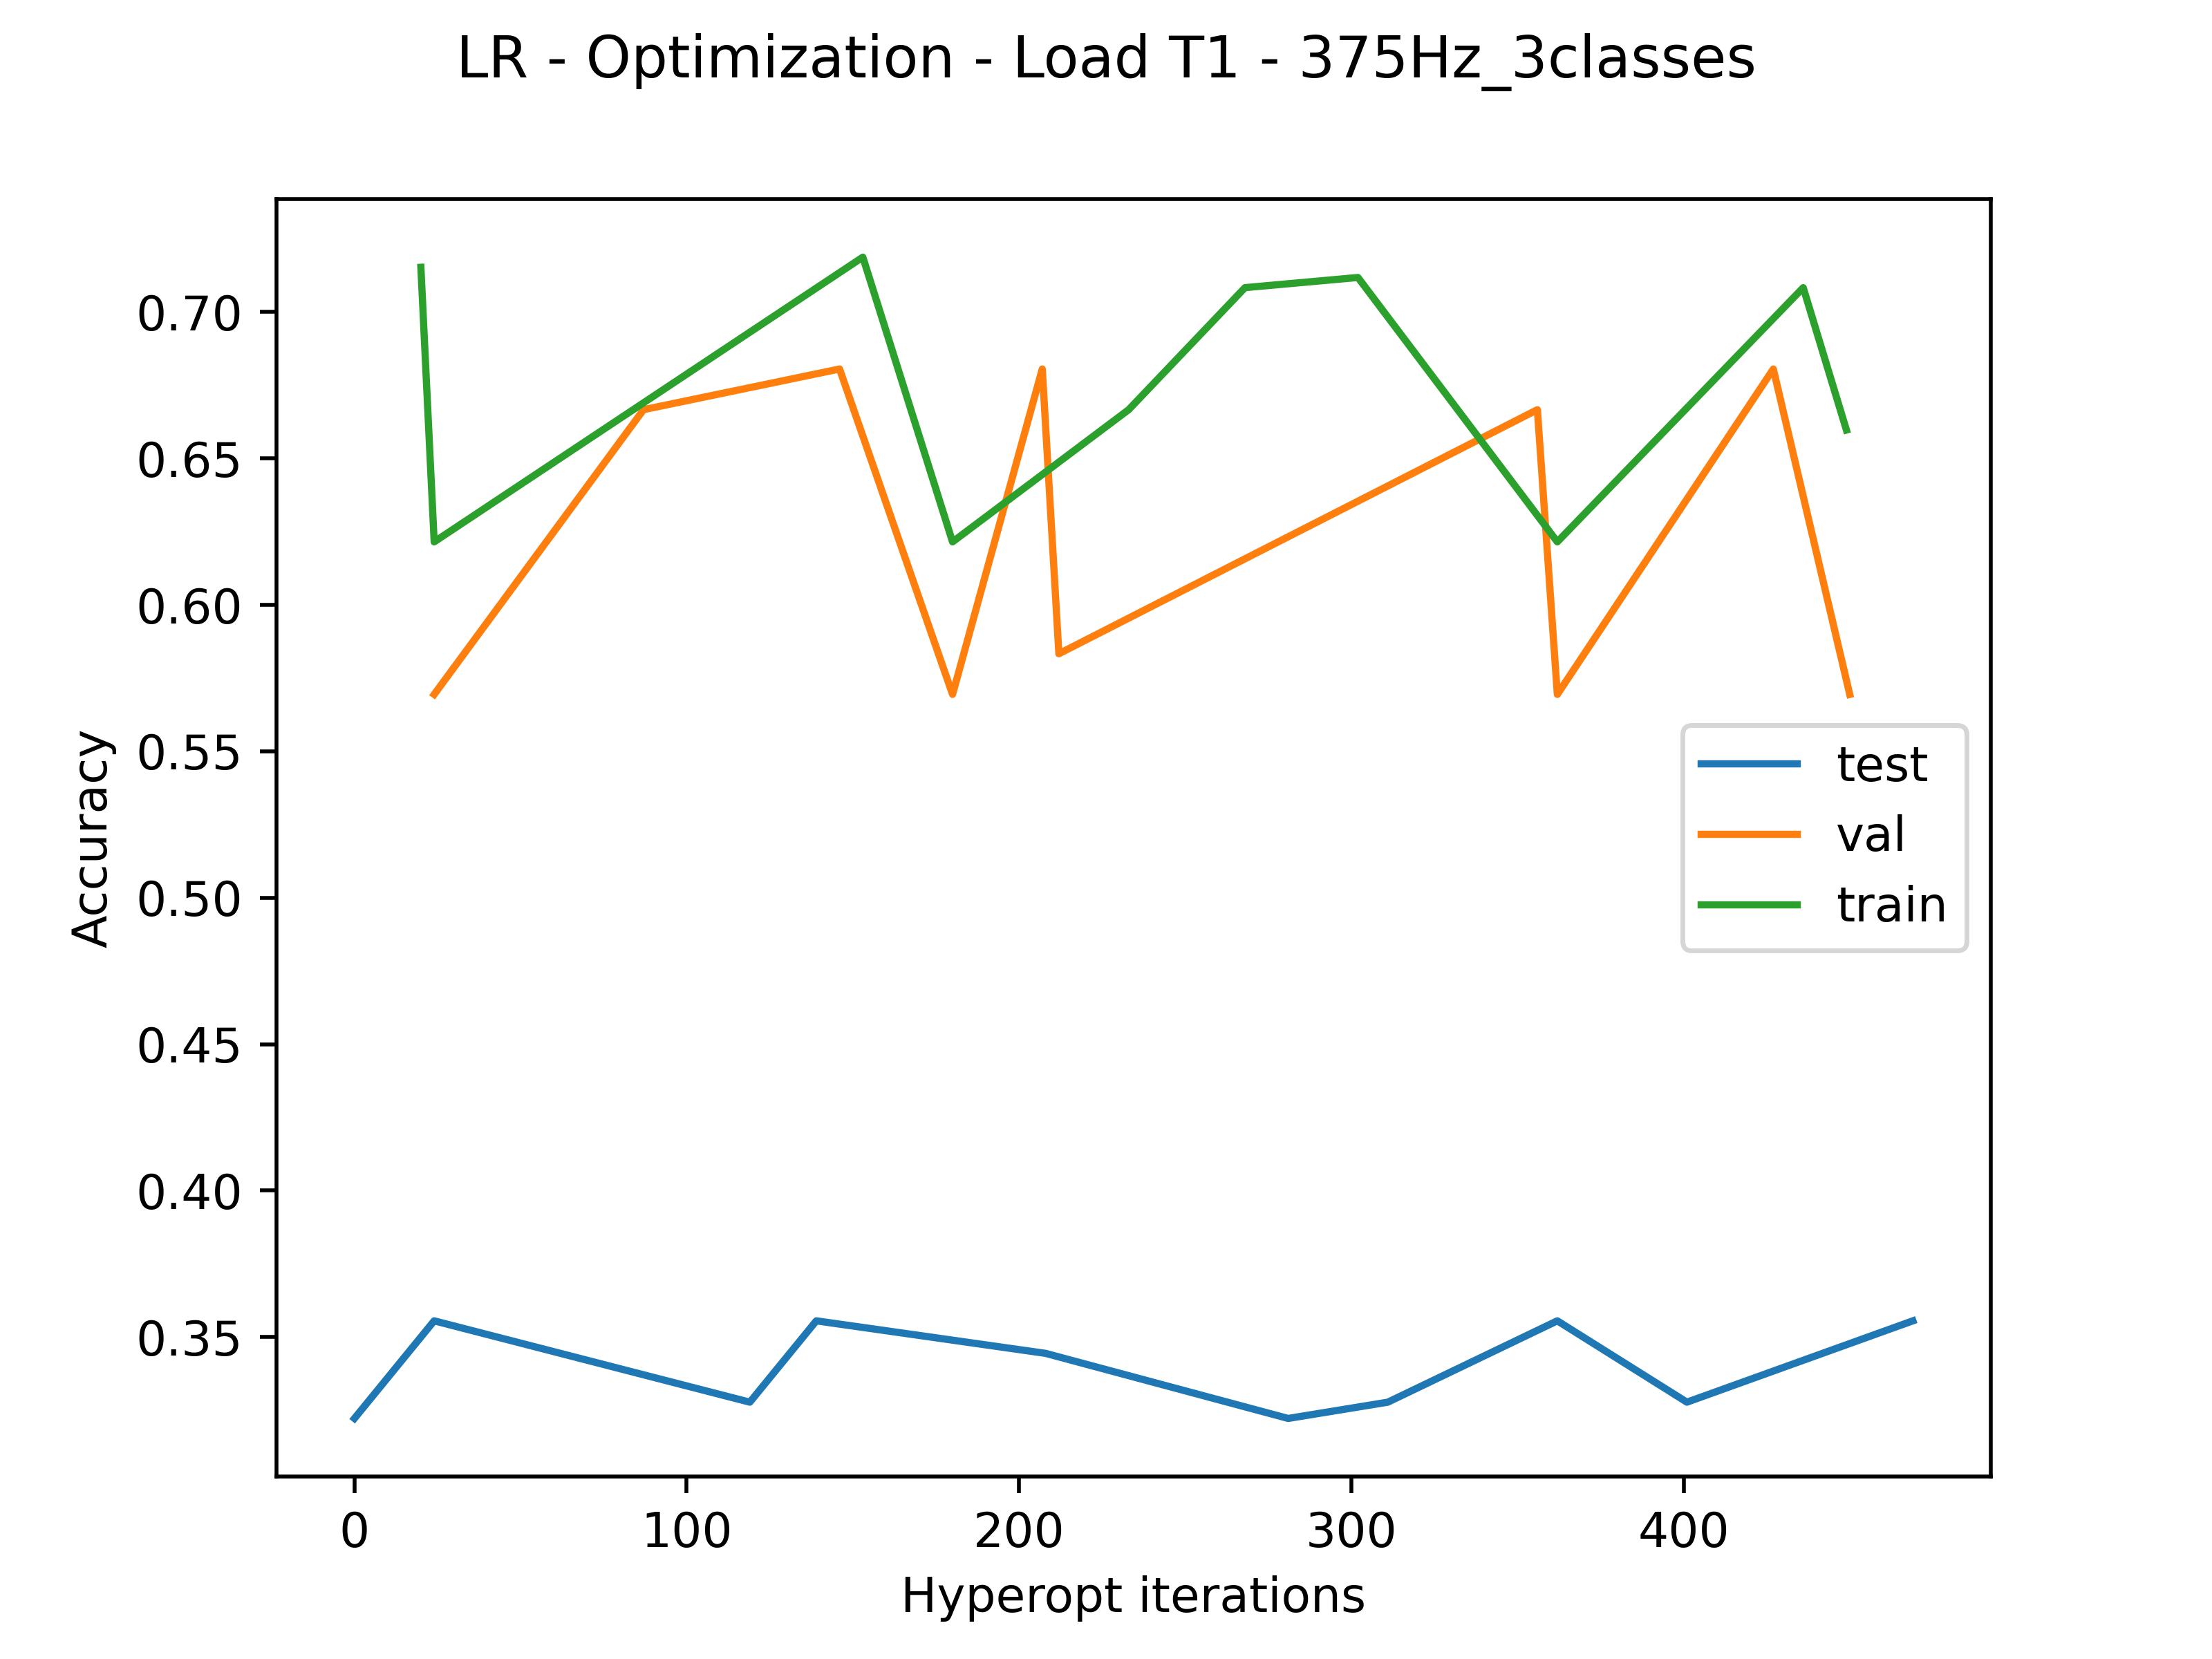 LR - Optimization - Load T1 - 375Hz_3classes
0.70
0.65
0.60
0.55
0.50
0.45
0.40
0.35
Accuracy
test
val
train
0 100 200 300 400
Hyperopt iterations